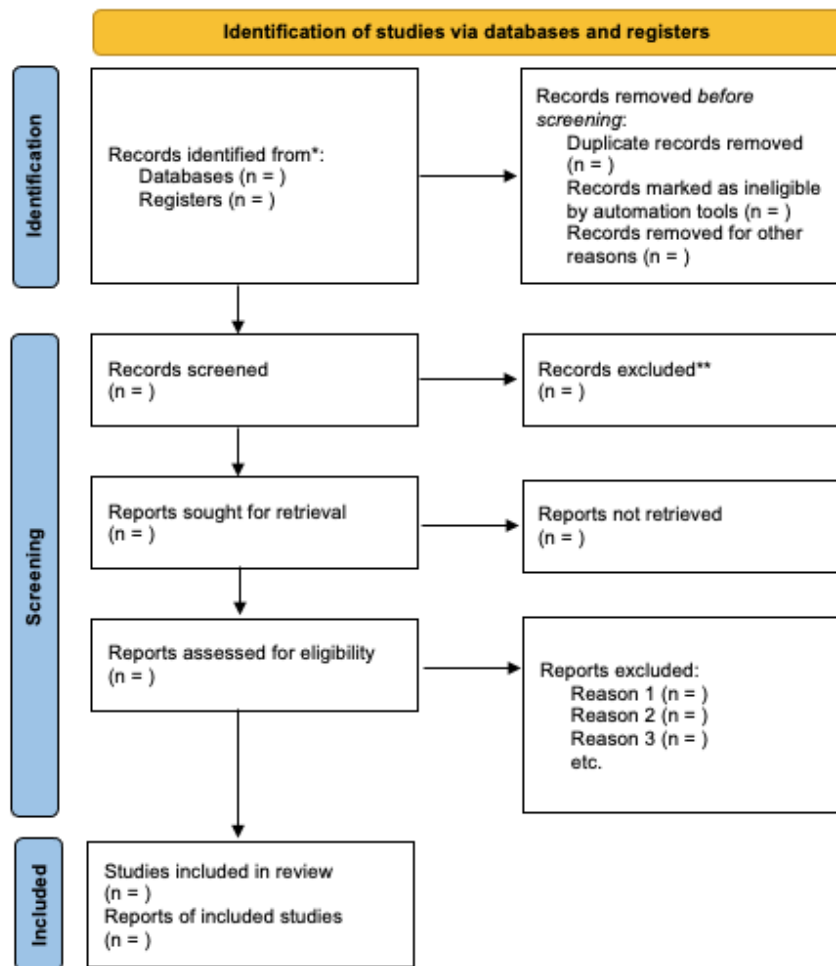 Identification of studies via databases and registers
Identification
Records identified from*:
Databases (n = )
Registers (n = )
Records removed before
screening:
Duplicate records removed
(n = )
Records marked as ineligible
by automation tools (n = )
Records removed for other
reasons (n = )
Screening
Records screened
(n = )
Records excluded**
(n = )
Reports sought for retrieval
(n = )
Reports not retrieved
(n = )
Reports assessed for eligibility
(n = )
Reports excluded:
Reason 1 (n = )
Reason 2 (n = )
Reason 3 (n = )
etc.
Included
Studies included in review
(n = )
Reports of included studies
(n = )